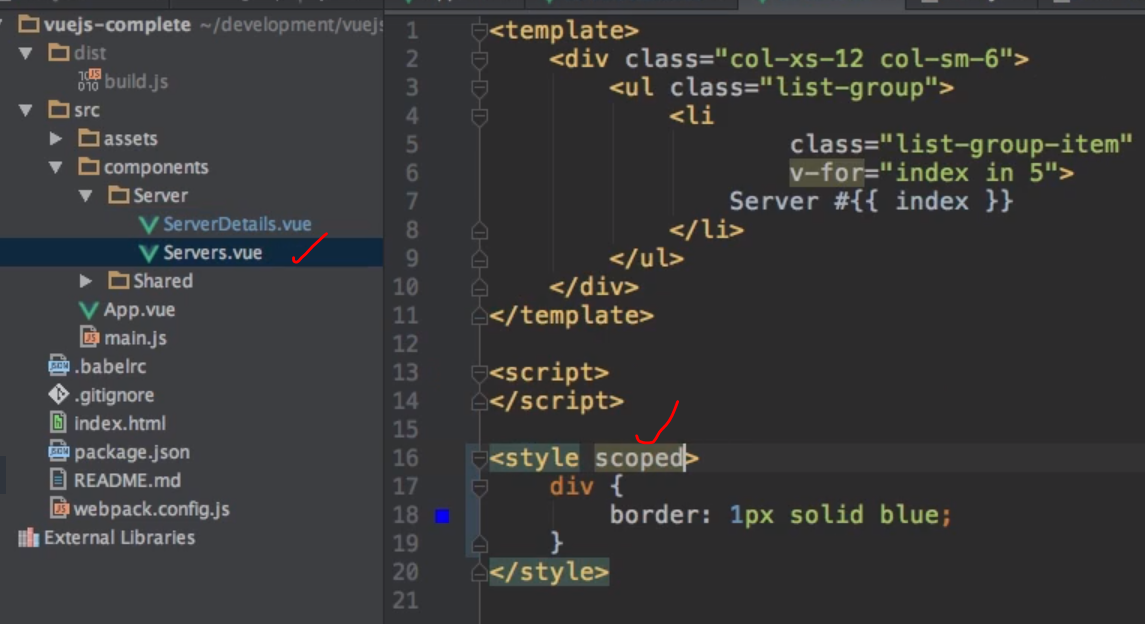 vuejs-complete ~/development/vuejs
dist
build.js
src
assets
components
Server
ServerDetails.vue
Servers.vue
Shared
App.vue
main.js
.babelrc
.gitignore
index.html
package.json
README.md
webpack.config.js
External Libraries
1 <template>
2 <div class="col-xs-12 col-sm-6">
3 <ul class="list-group">
4 <li
5 class="list-group-item"
6 v-for="index in 5">
7 Server #{{ index }}
8 </li>
9 </ul>
10 </div>
11 </template>
12
13 <script>
14 </script>
15
16 <style scoped>
17 div {
18 border: 1px solid blue;
19 }
20 </style>
21